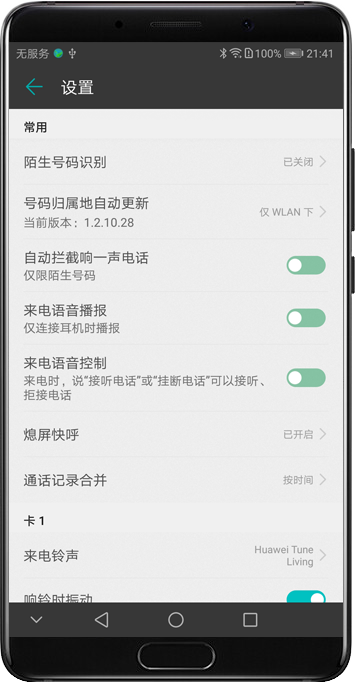 无服务 100% 21:41
设置
常用
陌生号码识别 已关闭
号码归属地自动更新 仅 WLAN 下
当前版本：1.2.10.28
自动拦截响一声电话
仅限陌生号码
来电语音播报
仅连接耳机时播报
来电语音控制
来电时，说“接听电话”或“挂断电话”可以接听、
拒接电话
熄屏快呼 已开启
通话记录合并 按时间
卡 1
来电铃声 Huawei Tune
Living
响铃时振动